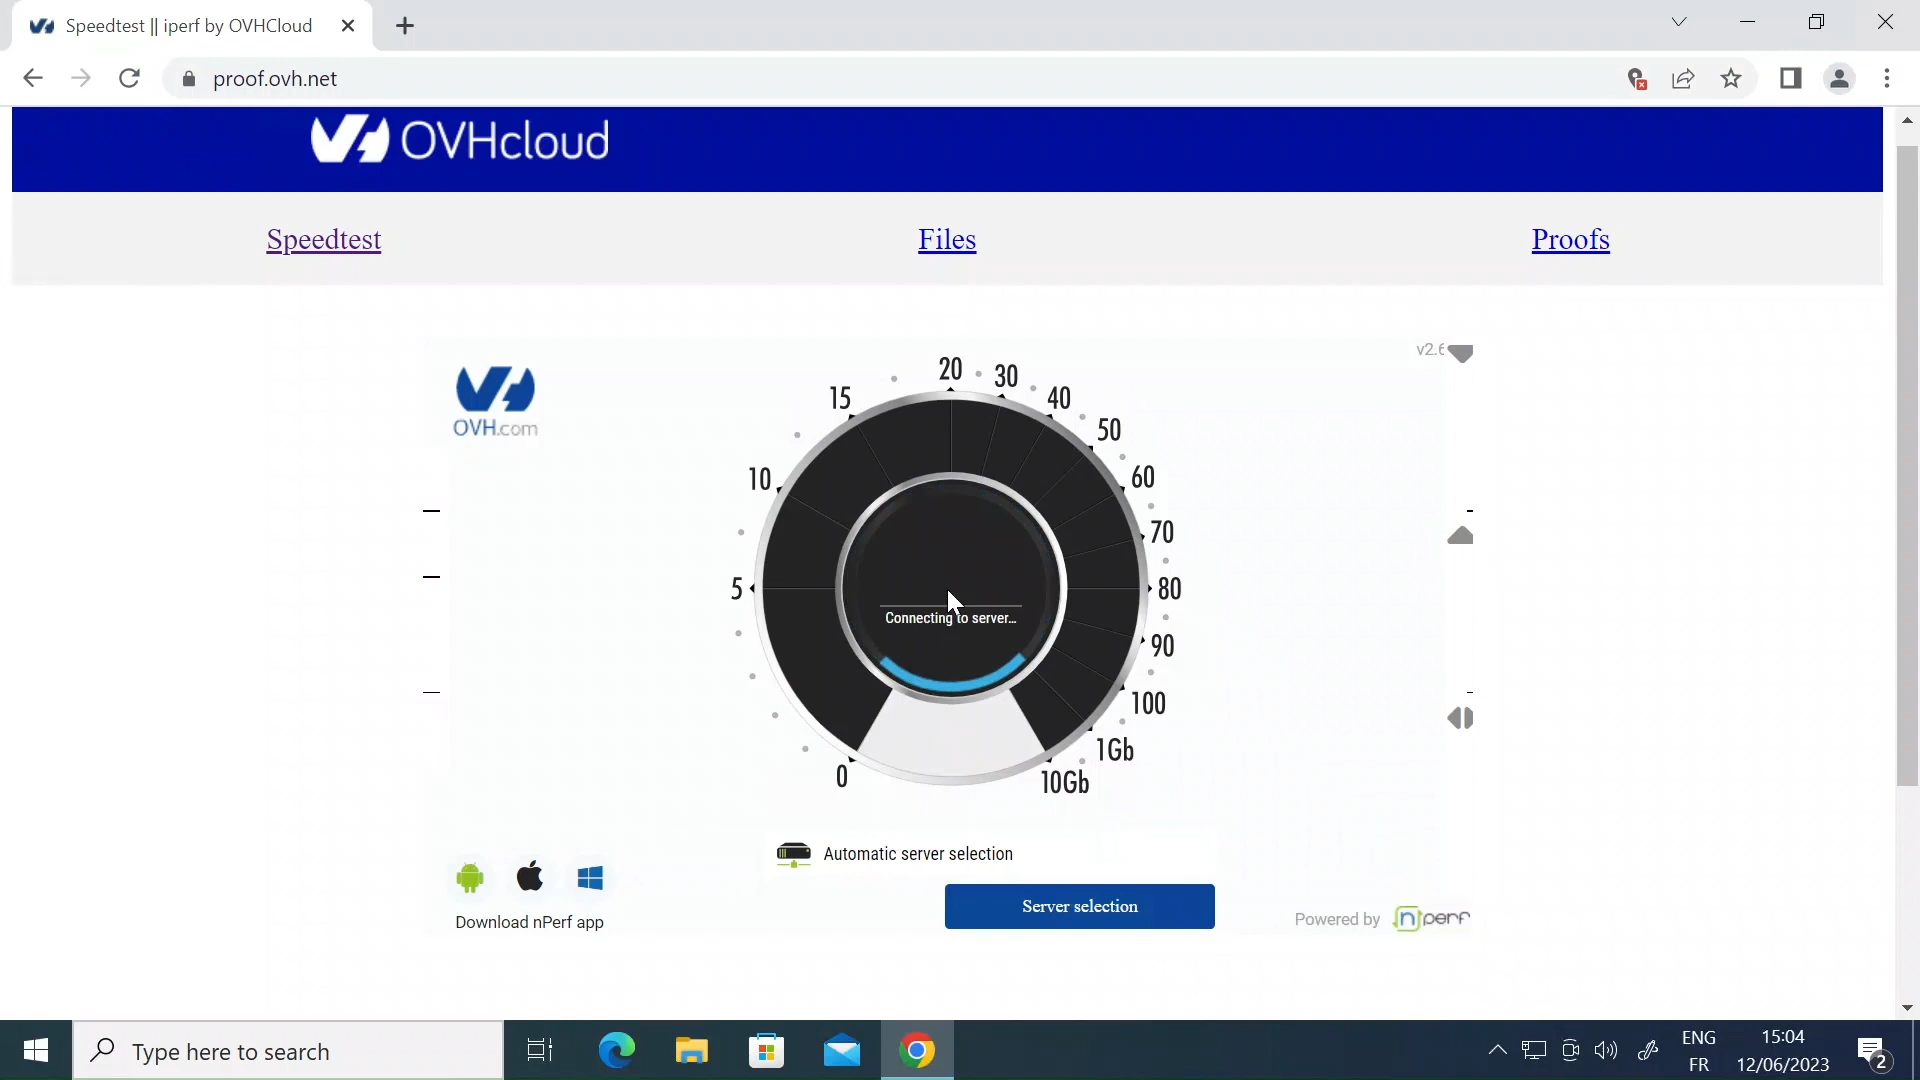 Speedtest || iperf by OVHCloud
proof.ovh.net
OVHcloud
Speedtest
Files
Proofs
v2.6
OVH.com
0
5
10
15
20
30
40
50
60
70
80
90
100
1Gb
10Gb
Connecting to server...
Automatic server selection
Server selection
Download nPerf app
Powered by nperf
Type here to search
ENG
FR
15:04
12/06/2023
2